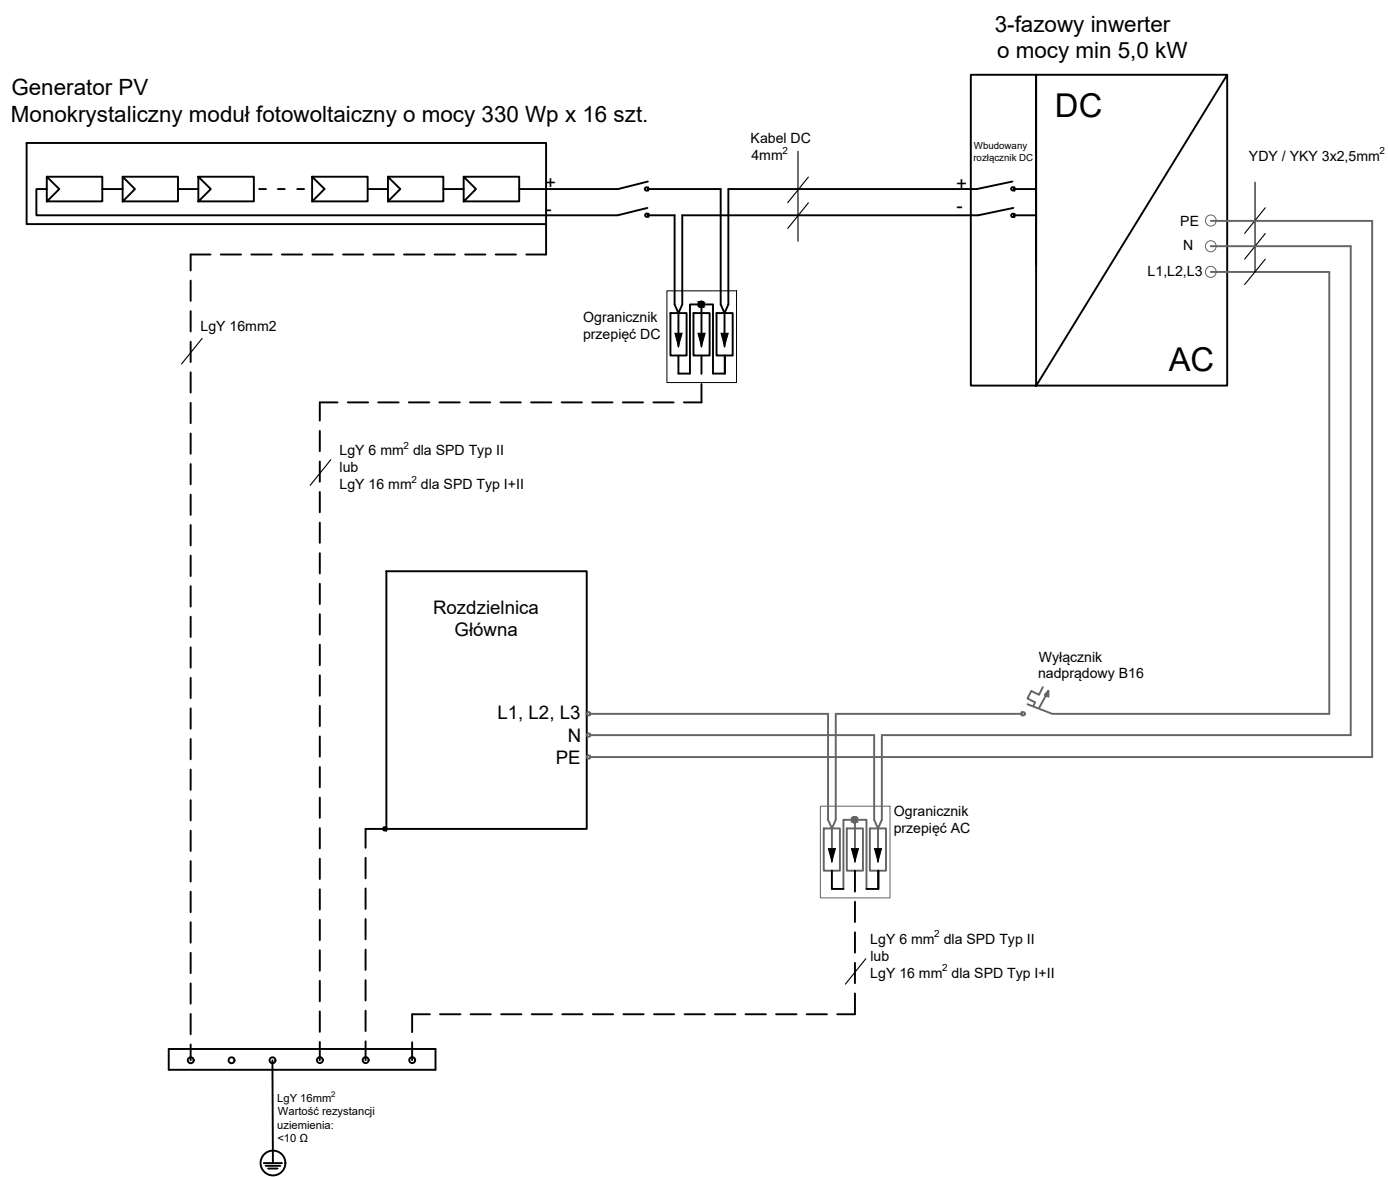 3-fazowy inwerter
o mocy min 5,0 kW
Generator PV
Monokrystaliczny moduł fotowoltaiczny o mocy 330 Wp x 16 szt.
DC
Kabel DC
4mm²
Wbudowany
rozłącznik DC
YDY / YKY 3x2,5mm²
+
-
+
-
PE
N
L1,L2,L3
AC
LgY 16mm2
Ogranicznik
przepięć DC
LgY 6 mm² dla SPD Typ II
lub
LgY 16 mm² dla SPD Typ I+II
Rozdzielnica
Główna
L1, L2, L3
N
PE
Wyłącznik
nadprądowy B16
Ogranicznik
przepięć AC
LgY 6 mm² dla SPD Typ II
lub
LgY 16 mm² dla SPD Typ I+II
LgY 16mm²
Wartość rezystancji
uziemienia:
<10 Ω